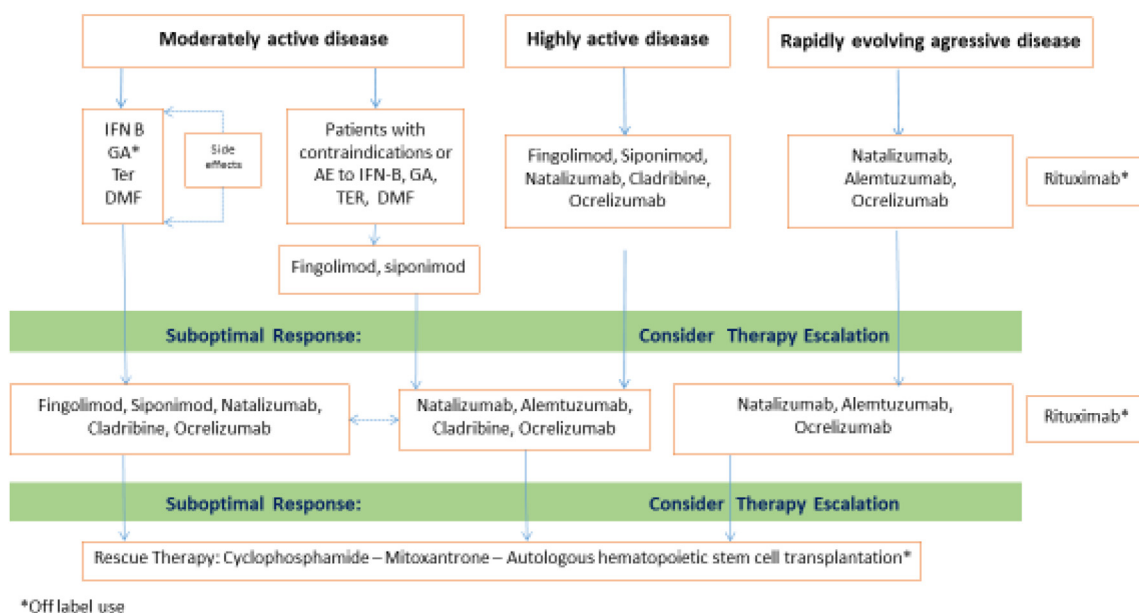 Moderately active disease
Highly active disease
Rapidly evolving agressive disease
IFN B
GA*
Ter
DMF
Side
effects
Patients with
contraindications or
AE to IFN-B, GA,
TER, DMF
Fingolimod, Siponimod,
Natalizumab, Cladribine,
Ocrelizumab
Natalizumab,
Alemtuzumab,
Ocrelizumab
Rituximab*
Fingolimod, siponimod
Suboptimal Response: Consider Therapy Escalation
Fingolimod, Siponimod, Natalizumab,
Cladribine, Ocrelizumab
Natalizumab, Alemtuzumab,
Cladribine, Ocrelizumab
Natalizumab, Alemtuzumab,
Ocrelizumab
Rituximab*
Suboptimal Response: Consider Therapy Escalation
Rescue Therapy: Cyclophosphamide – Mitoxantrone – Autologous hematopoietic stem cell transplantation*
*Off label use